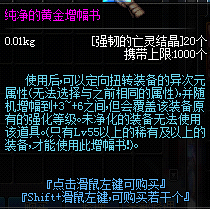 纯净的黄金增幅书
0.01kg
[强韧的亡灵结晶]20个
携带上限1000个
使用后,可以定向扭转装备的异次元
属性(无法选择与之前相同的属性),并随
机增幅到+3~+6之间,但会覆盖该装备原
有的强化等级。未净化的装备无法使用
该道具。(只有Lv55以上的稀有及以上的装
备,才能使用此增幅书!)。
『点击滑鼠左键可购买』
『Shift+滑鼠左键可购买若干个』